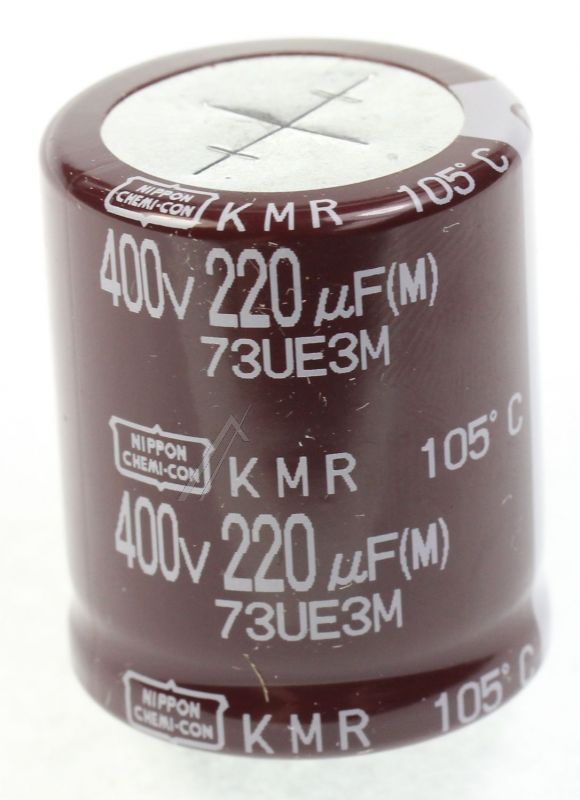 NIPPON CHEMI-CON KMR 105°C
400V 220 μF(M)
73UE3M
NIPPON CHEMI-CON KMR 105°C
400V 220 μF(M)
73UE3M
NIPPON CHEMI-CON KMR 105°C